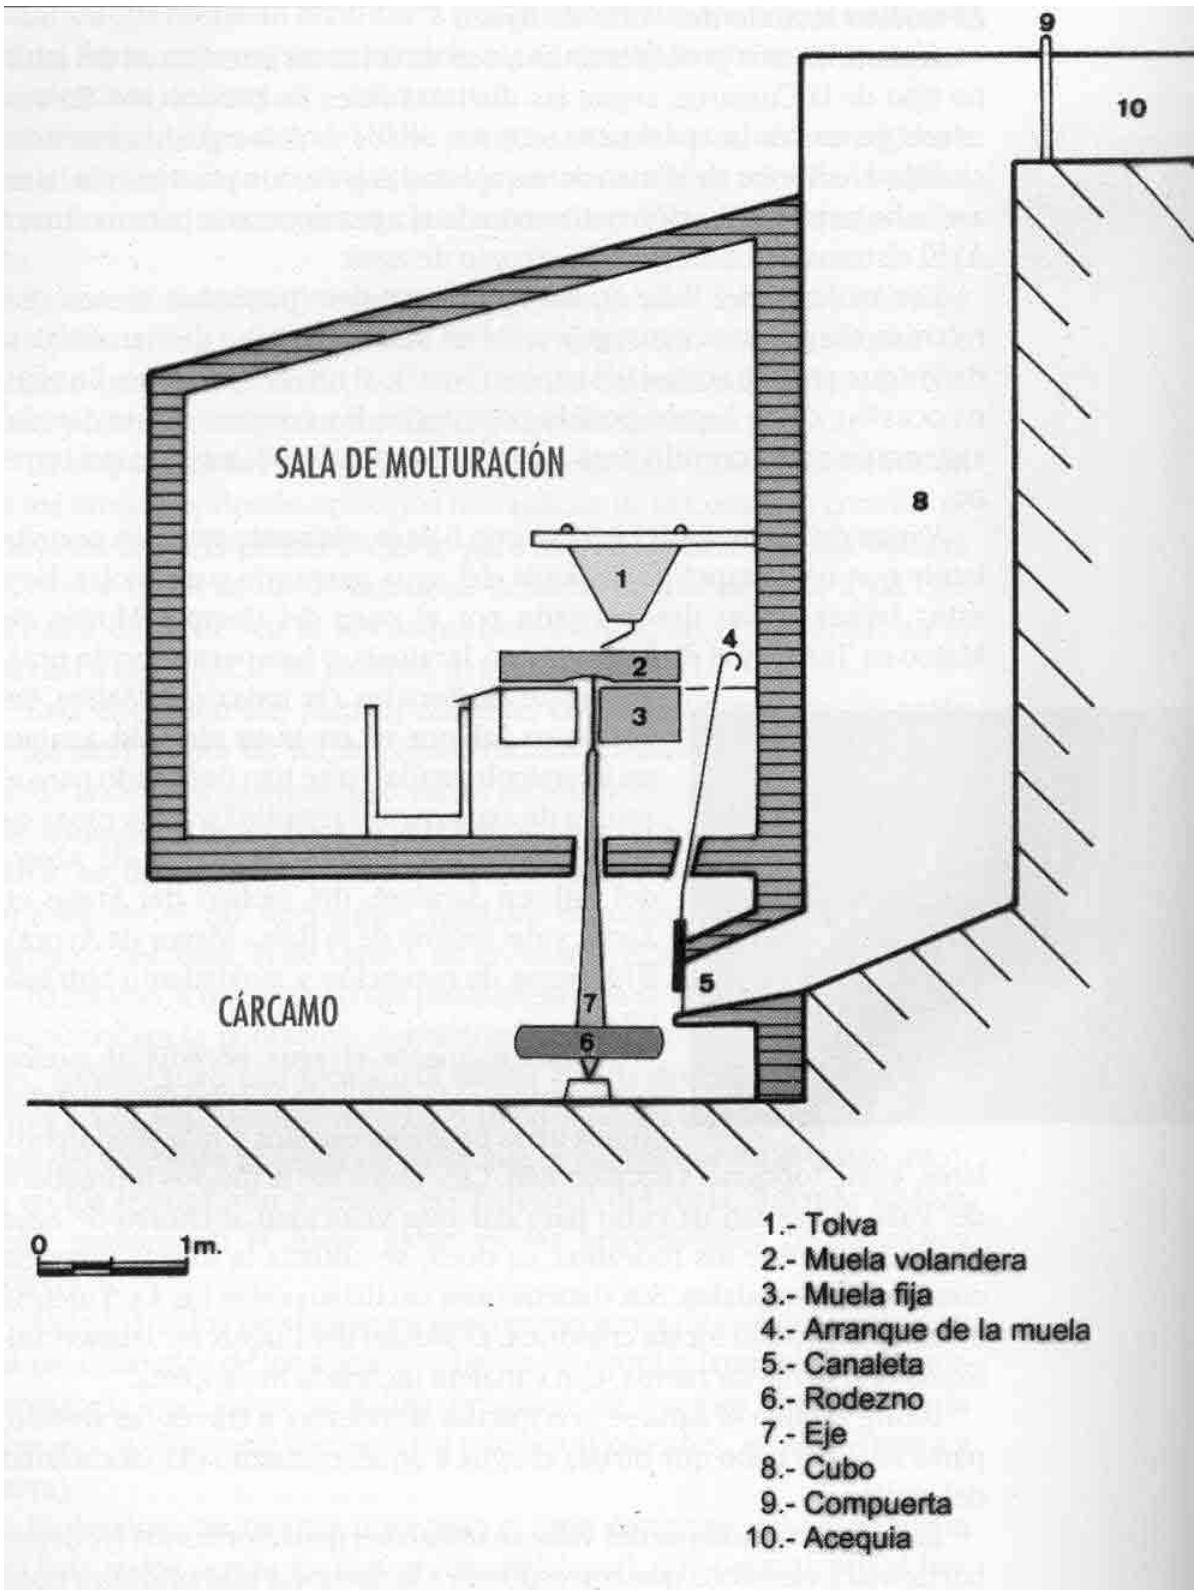 9
10
SALA DE MOLTURACIÓN
8
1
4
2
3
5
CÁRCAMO
7
6
0 1m.
1.- Tolva
2.- Muela volandera
3.- Muela fija
4.- Arranque de la muela
5.- Canaleta
6.- Rodezno
7.- Eje
8.- Cubo
9.- Compuerta
10.- Acequia